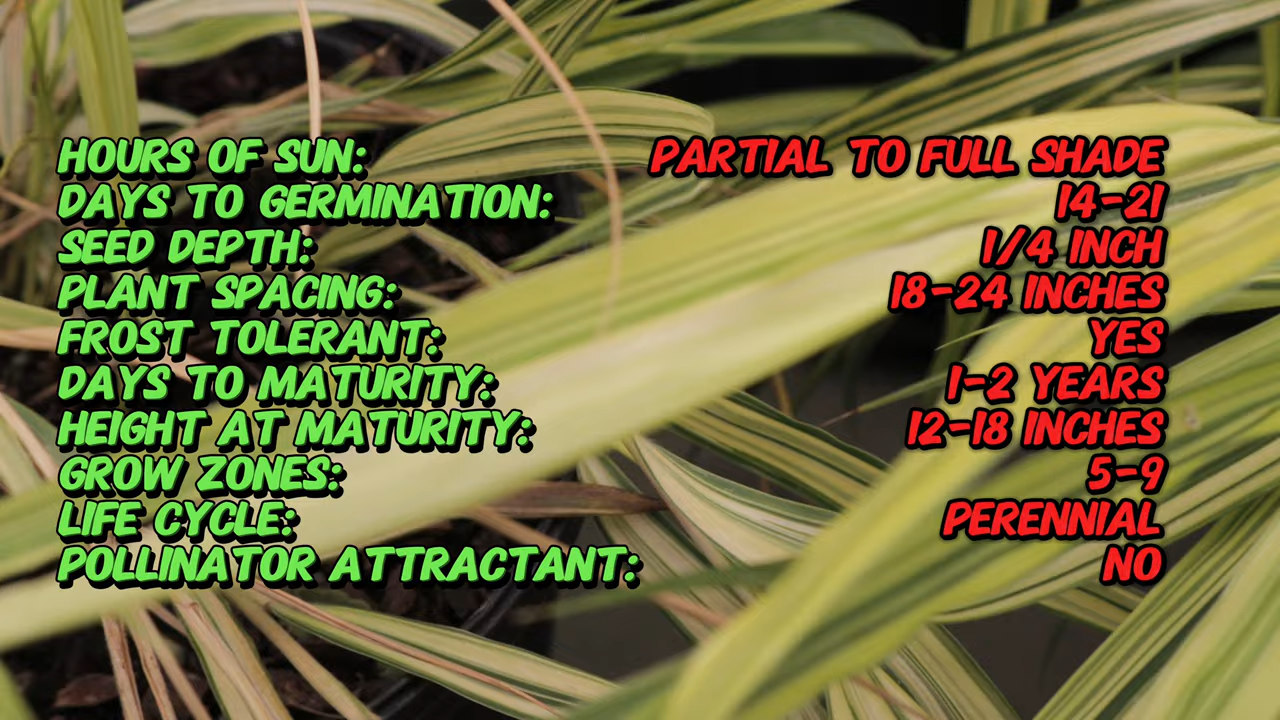 HOURS OF SUN: PARTIAL TO FULL SHADE
DAYS TO GERMINATION: 14-21
SEED DEPTH: 1/4 INCH
PLANT SPACING: 18-24 INCHES
FROST TOLERANT: YES
DAYS TO MATURITY: 1-2 YEARS
HEIGHT AT MATURITY: 12-18 INCHES
GROW ZONES: 5-9
LIFE CYCLE: PERENNIAL
POLLINATOR ATTRACTANT: NO